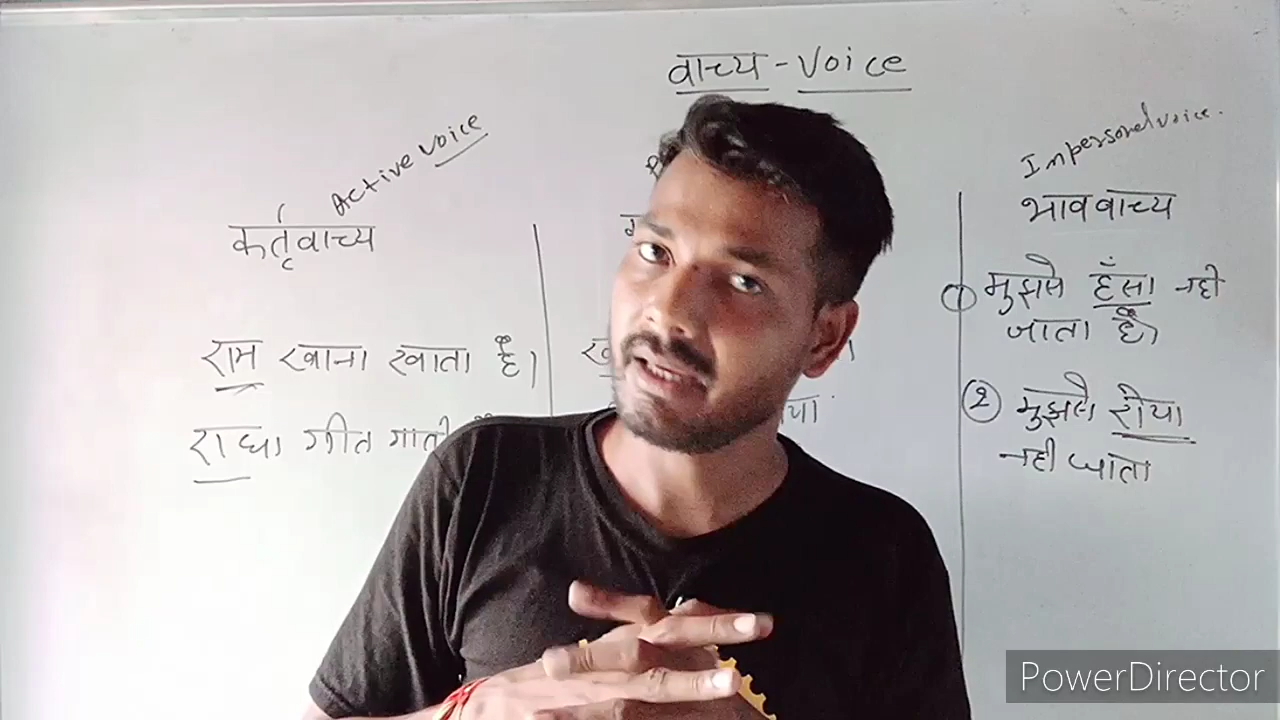 वाच्य - Voice
Active voice
Impersonal voice.
कर्तृवाच्य
भाववाच्य
① मुझसे हँसा नही
जाता है।
राम खाना खाता है।
② मुझसे रोया
नही जाता
राधा गीत गाती
PowerDirector